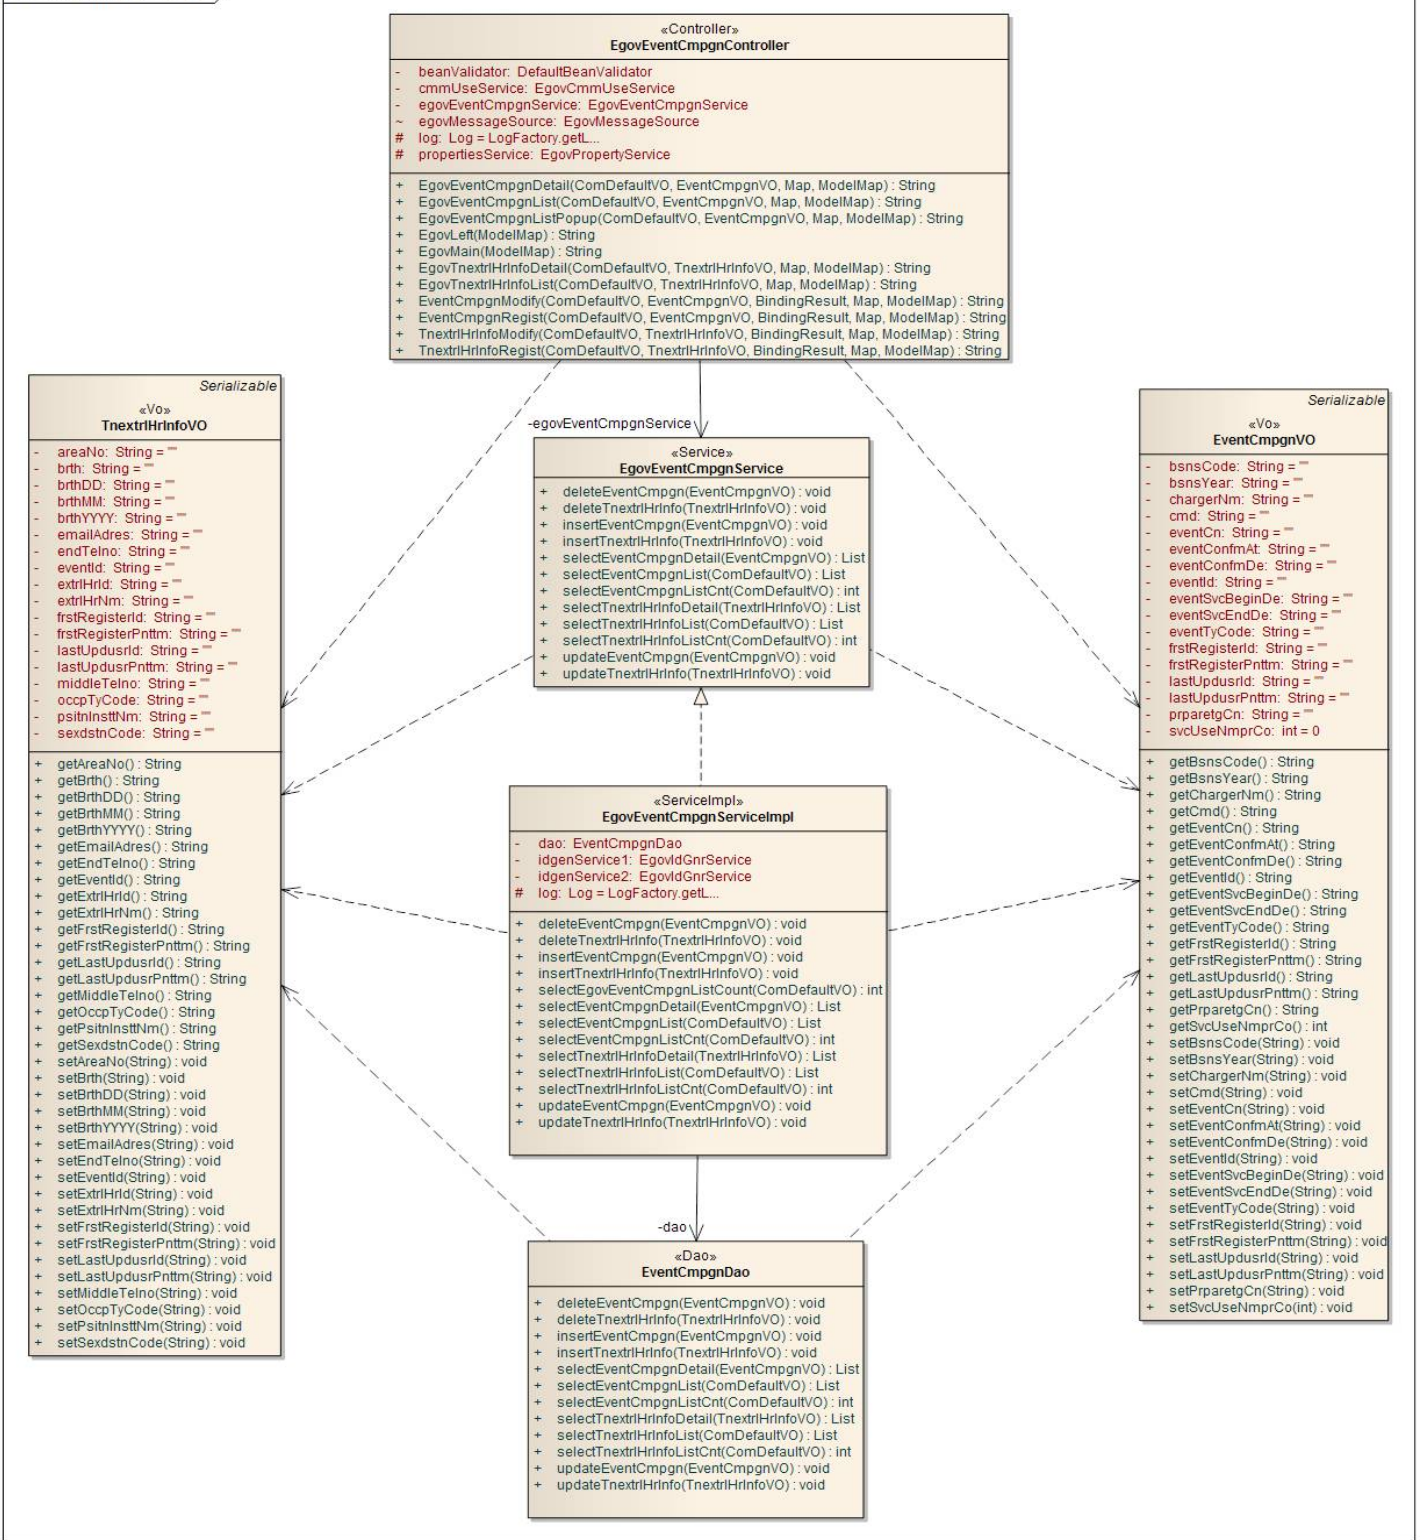 «Controller»
EgovEventCmpgnController
- beanValidator: DefaultBeanValidator
- cmmUseService: EgovCmmUseService
- egovEventCmpgnService: EgovEventCmpgnService
~ egovMessageSource: EgovMessageSource
# log: Log = LogFactory.getL...
# propertiesService: EgovPropertyService
+ EgovEventCmpgnDetail(ComDefaultVO, EventCmpgnVO, Map, ModelMap) : String
+ EgovEventCmpgnList(ComDefaultVO, EventCmpgnVO, Map, ModelMap) : String
+ EgovEventCmpgnListPopup(ComDefaultVO, EventCmpgnVO, Map, ModelMap) : String
+ EgovLeft(ModelMap) : String
+ EgovMain(ModelMap) : String
+ EgovTnextrlHrInfoDetail(ComDefaultVO, TnextrlHrInfoVO, Map, ModelMap) : String
+ EgovTnextrlHrInfoList(ComDefaultVO, TnextrlHrInfoVO, Map, ModelMap) : String
+ EventCmpgnModify(ComDefaultVO, EventCmpgnVO, BindingResult, Map, ModelMap) : String
+ EventCmpgnRegist(ComDefaultVO, EventCmpgnVO, BindingResult, Map, ModelMap) : String
+ TnextrlHrInfoModify(ComDefaultVO, TnextrlHrInfoVO, BindingResult, Map, ModelMap) : String
+ TnextrlHrInfoRegist(ComDefaultVO, TnextrlHrInfoVO, BindingResult, Map, ModelMap) : String
Serializable
«Vo»
TnextrlHrInfoVO
- areaNo: String = ""
- brth: String = ""
- brthDD: String = ""
- brthMM: String = ""
- brthYYYY: String = ""
- emailAdres: String = ""
- endTelno: String = ""
- eventId: String = ""
- extrlHrId: String = ""
- extrlHrNm: String = ""
- frstRegisterId: String = ""
- frstRegisterPnttm: String = ""
- lastUpdusrId: String = ""
- lastUpdusrPnttm: String = ""
- middleTelno: String = ""
- occpTyCode: String = ""
- psitnInsttNm: String = ""
- sexdstnCode: String = ""
+ getAreaNo() : String
+ getBrth() : String
+ getBrthDD() : String
+ getBrthMM() : String
+ getBrthYYYY() : String
+ getEmailAdres() : String
+ getEndTelno() : String
+ getEventId() : String
+ getExtrlHrId() : String
+ getExtrlHrNm() : String
+ getFrstRegisterId() : String
+ getFrstRegisterPnttm() : String
+ getLastUpdusrId() : String
+ getLastUpdusrPnttm() : String
+ getMiddleTelno() : String
+ getOccpTyCode() : String
+ getPsitnInsttNm() : String
+ getSexdstnCode() : String
+ setAreaNo(String) : void
+ setBrth(String) : void
+ setBrthDD(String) : void
+ setBrthMM(String) : void
+ setBrthYYYY(String) : void
+ setEmailAdres(String) : void
+ setEndTelno(String) : void
+ setEventId(String) : void
+ setExtrlHrId(String) : void
+ setExtrlHrNm(String) : void
+ setFrstRegisterId(String) : void
+ setFrstRegisterPnttm(String) : void
+ setLastUpdusrId(String) : void
+ setLastUpdusrPnttm(String) : void
+ setMiddleTelno(String) : void
+ setOccpTyCode(String) : void
+ setPsitnInsttNm(String) : void
+ setSexdstnCode(String) : void
-egovEventCmpgnService
«Service»
EgovEventCmpgnService
+ deleteEventCmpgn(EventCmpgnVO) : void
+ deleteTnextrlHrInfo(TnextrlHrInfoVO) : void
+ insertEventCmpgn(EventCmpgnVO) : void
+ insertTnextrlHrInfo(TnextrlHrInfoVO) : void
+ selectEventCmpgnDetail(EventCmpgnVO) : List
+ selectEventCmpgnList(ComDefaultVO) : List
+ selectEventCmpgnListCnt(ComDefaultVO) : int
+ selectTnextrlHrInfoDetail(TnextrlHrInfoVO) : List
+ selectTnextrlHrInfoList(ComDefaultVO) : List
+ selectTnextrlHrInfoListCnt(ComDefaultVO) : int
+ updateEventCmpgn(EventCmpgnVO) : void
+ updateTnextrlHrInfo(TnextrlHrInfoVO) : void
«ServiceImpl»
EgovEventCmpgnServiceImpl
- dao: EventCmpgnDao
- idgenService1: EgovIdGnrService
- idgenService2: EgovIdGnrService
# log: Log = LogFactory.getL...
+ deleteEventCmpgn(EventCmpgnVO) : void
+ deleteTnextrlHrInfo(TnextrlHrInfoVO) : void
+ insertEventCmpgn(EventCmpgnVO) : void
+ insertTnextrlHrInfo(TnextrlHrInfoVO) : void
+ selectEgovEventCmpgnListCount(ComDefaultVO) : int
+ selectEventCmpgnDetail(EventCmpgnVO) : List
+ selectEventCmpgnList(ComDefaultVO) : List
+ selectEventCmpgnListCnt(ComDefaultVO) : int
+ selectTnextrlHrInfoDetail(TnextrlHrInfoVO) : List
+ selectTnextrlHrInfoList(ComDefaultVO) : List
+ selectTnextrlHrInfoListCnt(ComDefaultVO) : int
+ updateEventCmpgn(EventCmpgnVO) : void
+ updateTnextrlHrInfo(TnextrlHrInfoVO) : void
-dao
«Dao»
EventCmpgnDao
+ deleteEventCmpgn(EventCmpgnVO) : void
+ deleteTnextrlHrInfo(TnextrlHrInfoVO) : void
+ insertEventCmpgn(EventCmpgnVO) : void
+ insertTnextrlHrInfo(TnextrlHrInfoVO) : void
+ selectEventCmpgnDetail(EventCmpgnVO) : List
+ selectEventCmpgnList(ComDefaultVO) : List
+ selectEventCmpgnListCnt(ComDefaultVO) : int
+ selectTnextrlHrInfoDetail(TnextrlHrInfoVO) : List
+ selectTnextrlHrInfoList(ComDefaultVO) : List
+ selectTnextrlHrInfoListCnt(ComDefaultVO) : int
+ updateEventCmpgn(EventCmpgnVO) : void
+ updateTnextrlHrInfo(TnextrlHrInfoVO) : void
Serializable
«Vo»
EventCmpgnVO
- bsnsCode: String = ""
- bsnsYear: String = ""
- chargerNm: String = ""
- cmd: String = ""
- eventCn: String = ""
- eventConfmAt: String = ""
- eventConfmDe: String = ""
- eventId: String = ""
- eventSvcBeginDe: String = ""
- eventSvcEndDe: String = ""
- eventTyCode: String = ""
- frstRegisterId: String = ""
- frstRegisterPnttm: String = ""
- lastUpdusrId: String = ""
- lastUpdusrPnttm: String = ""
- prparetgCn: String = ""
- svcUseNmprCo: int = 0
+ getBsnsCode() : String
+ getBsnsYear() : String
+ getChargerNm() : String
+ getCmd() : String
+ getEventCn() : String
+ getEventConfmAt() : String
+ getEventConfmDe() : String
+ getEventId() : String
+ getEventSvcBeginDe() : String
+ getEventSvcEndDe() : String
+ getEventTyCode() : String
+ getFrstRegisterId() : String
+ getFrstRegisterPnttm() : String
+ getLastUpdusrId() : String
+ getLastUpdusrPnttm() : String
+ getPrparetgCn() : String
+ getSvcUseNmprCo() : int
+ setBsnsCode(String) : void
+ setBsnsYear(String) : void
+ setChargerNm(String) : void
+ setCmd(String) : void
+ setEventCn(String) : void
+ setEventConfmAt(String) : void
+ setEventConfmDe(String) : void
+ setEventId(String) : void
+ setEventSvcBeginDe(String) : void
+ setEventSvcEndDe(String) : void
+ setEventTyCode(String) : void
+ setFrstRegisterId(String) : void
+ setFrstRegisterPnttm(String) : void
+ setLastUpdusrId(String) : void
+ setLastUpdusrPnttm(String) : void
+ setPrparetgCn(String) : void
+ setSvcUseNmprCo(int) : void